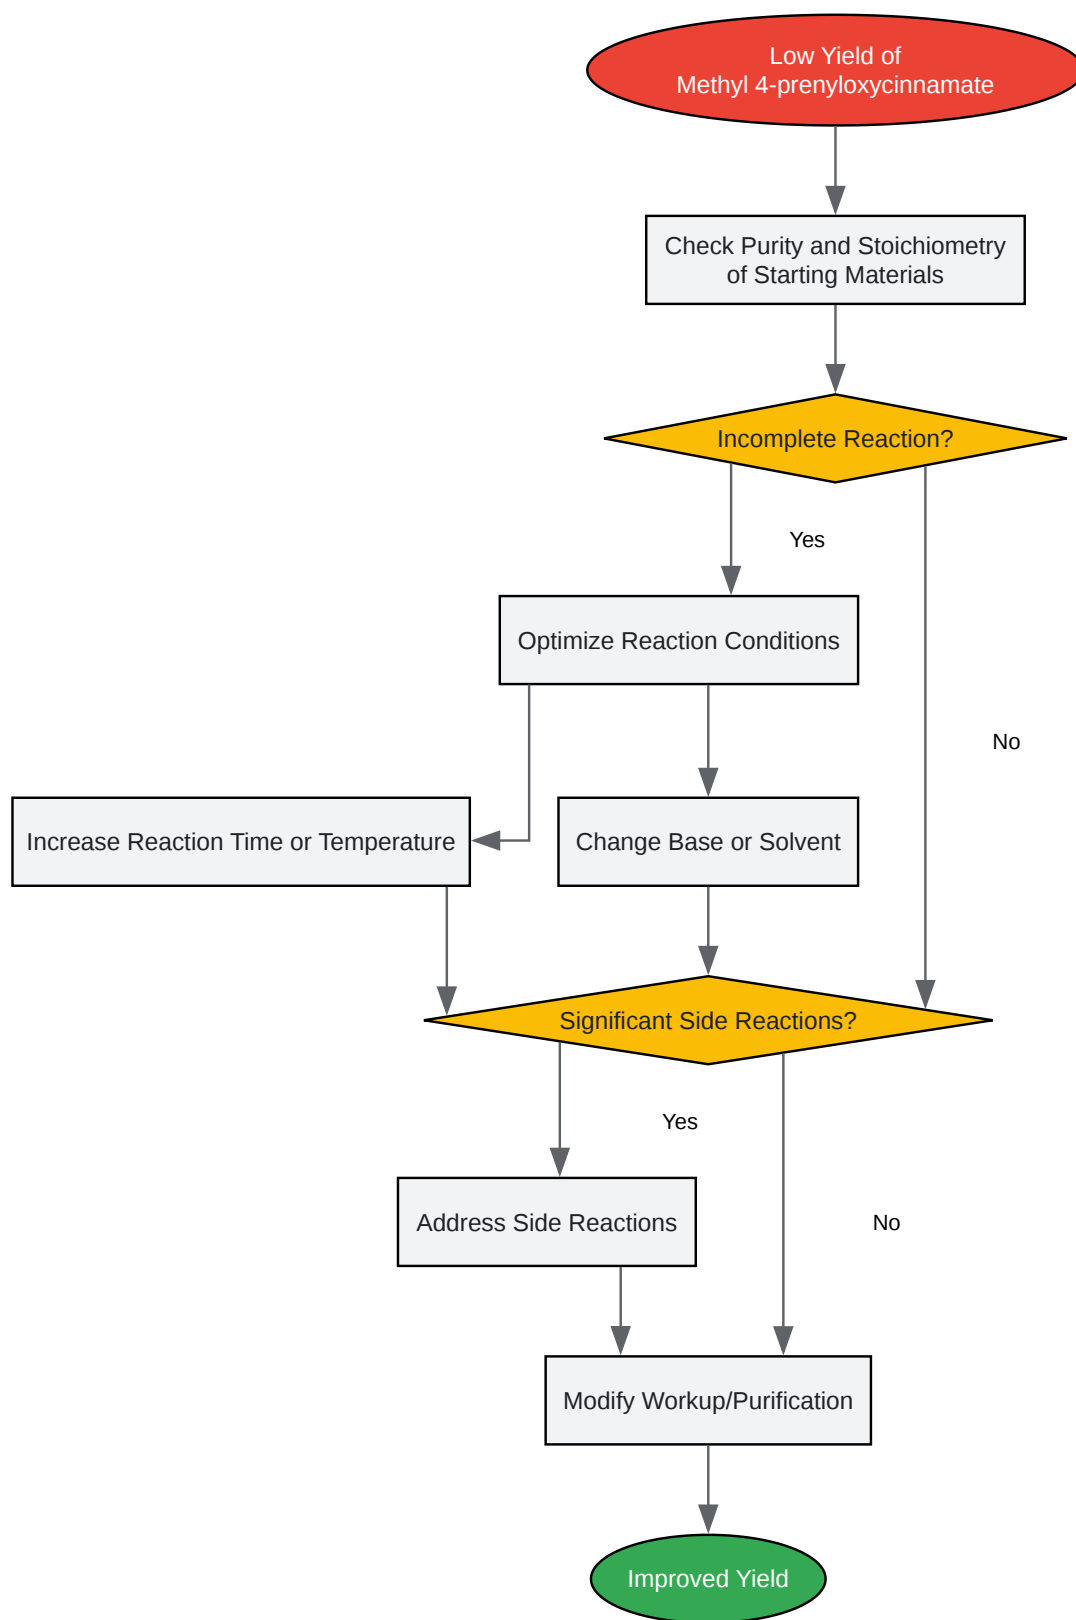 Low Yield of
Methyl 4-prenyloxycinnamate
Check Purity and Stoichiometry
of Starting Materials
Incomplete Reaction?
Yes
Optimize Reaction Conditions
No
Increase Reaction Time or Temperature
Change Base or Solvent
Significant Side Reactions?
Yes
Address Side Reactions
No
Modify Workup/Purification
Improved Yield